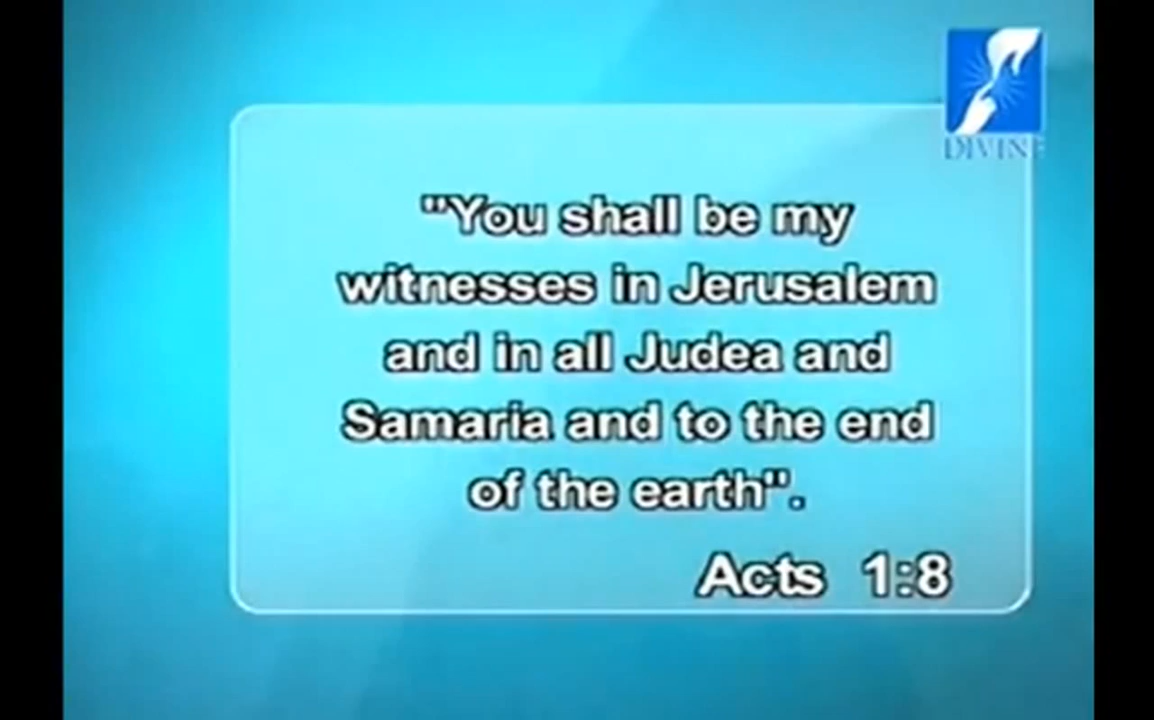 DIVINE
"You shall be my
witnesses in Jerusalem
and in all Judea and
Samaria and to the end
of the earth".
Acts 1:8